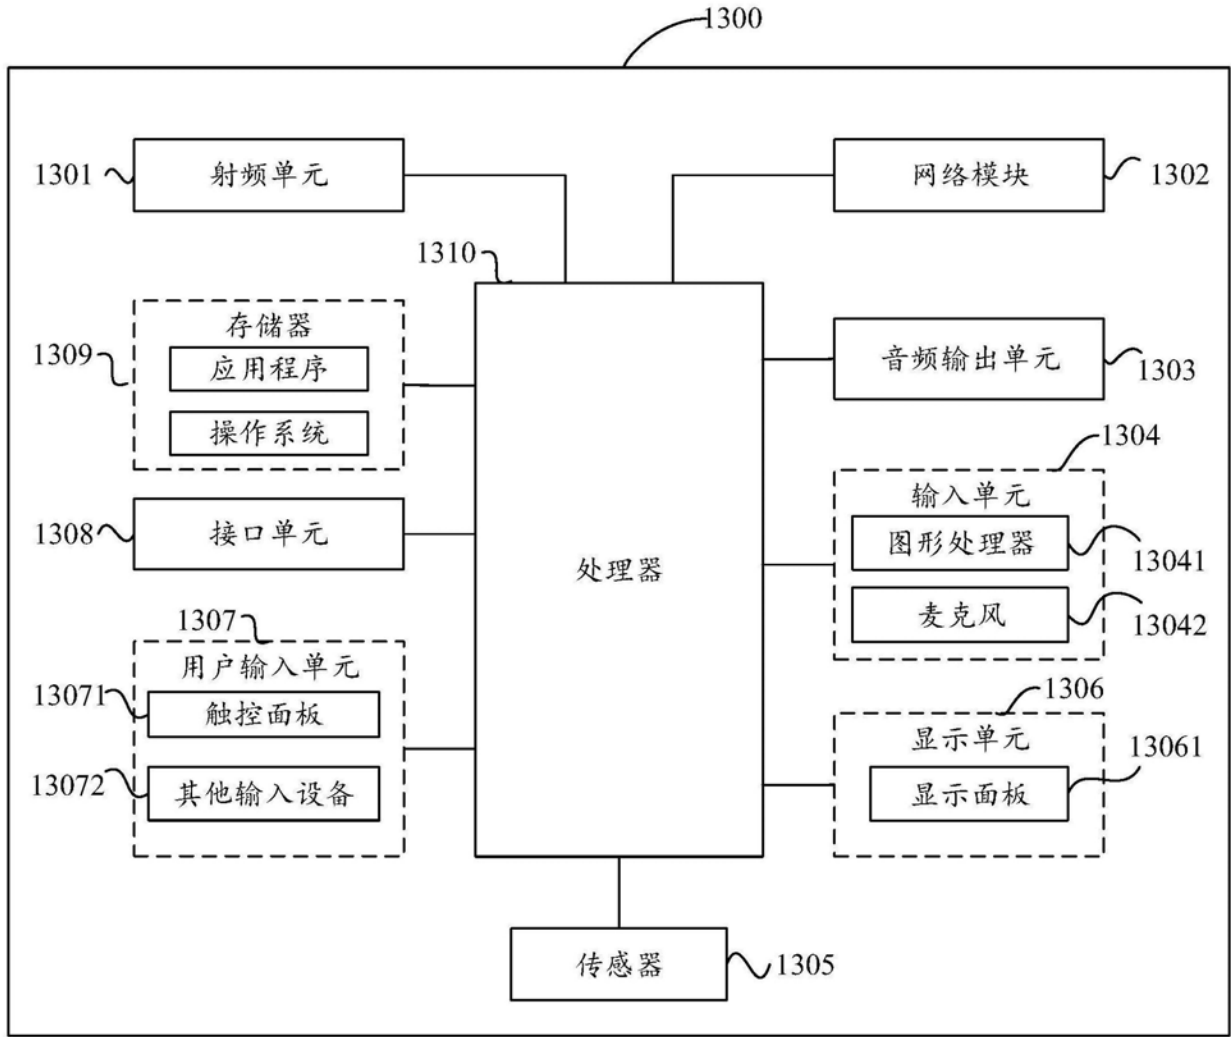 1300
1301
射频单元
网络模块
1302
1310
存储器
1309
应用程序
操作系统
音频输出单元
1303
1304
输入单元
图形处理器
13041
麦克风
13042
1308
接口单元
处理器
1307
用户输入单元
13071
触控面板
13072
其他输入设备
1306
显示单元
13061
显示面板
传感器
1305